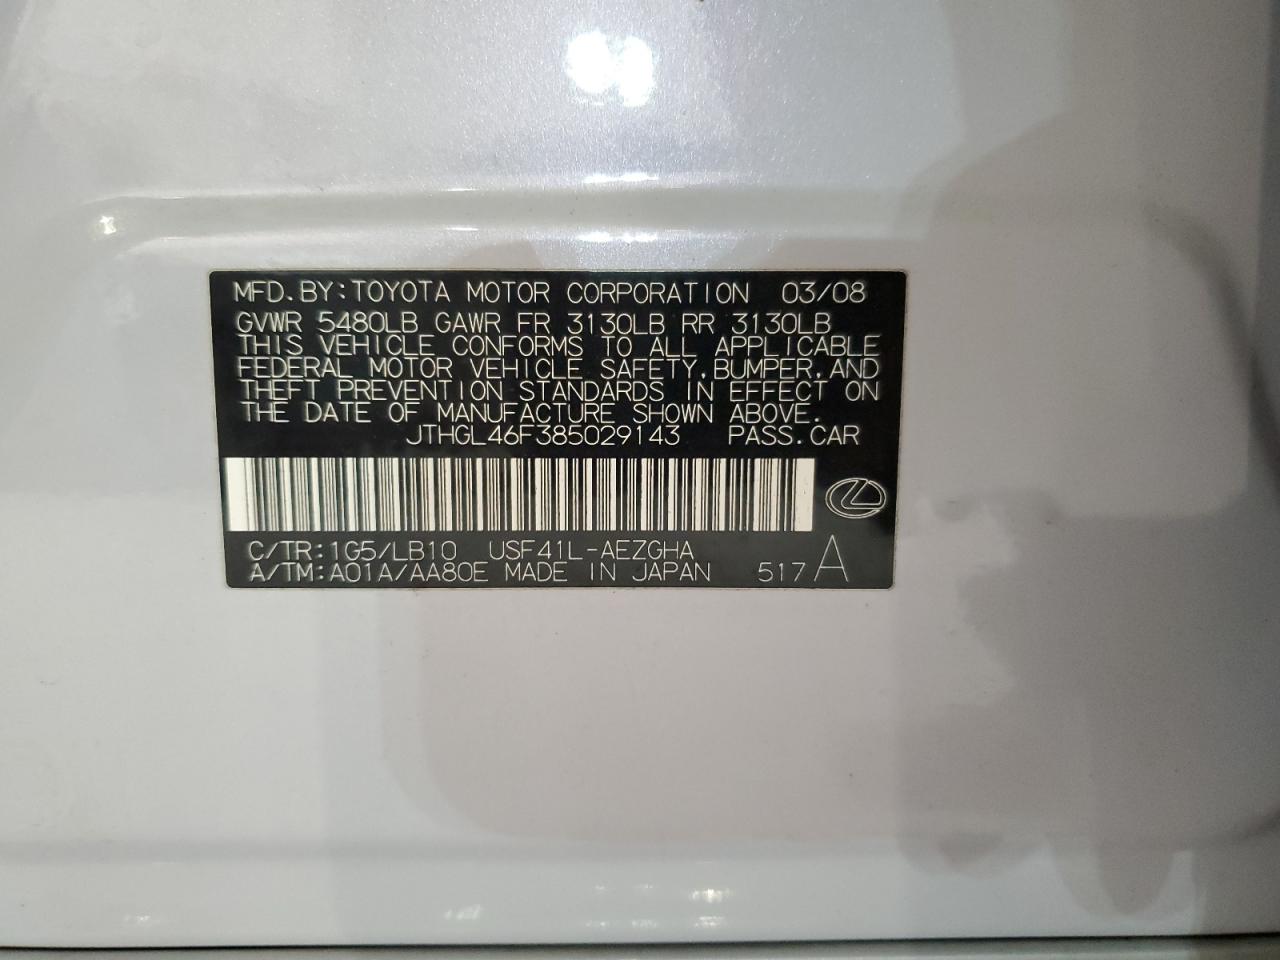 MFD.BY:TOYOTA MOTOR CORPORATION 03/08
GVWR 5480LB GAWR FR 3130LB RR 3130LB
THIS VEHICLE CONFORMS TO ALL APPLICABLE
FEDERAL MOTOR VEHICLE SAFETY,BUMPER,AND
THEFT PREVENTION STANDARDS IN EFFECT ON
THE DATE OF MANUFACTURE SHOWN ABOVE.
JTHGL46F385029143 PASS.CAR
C/TR:1G5/LB10 USF41L-AEZGHA
A/TM:A01A/AA80E MADE IN JAPAN 517A